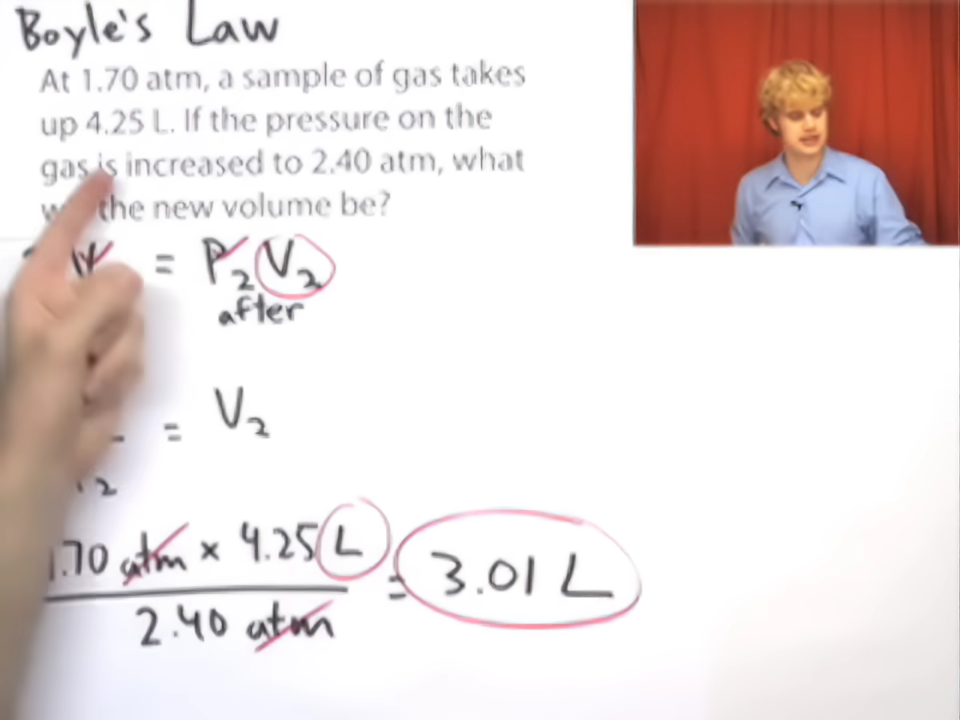 Boyle's Law
At 1.70 atm, a sample of gas takes
up 4.25 L. If the pressure on the
gas is increased to 2.40 atm, what
the new volume be?
= P₂ V₂
after
= V₂
2
.70 atm × 4.25 L
= 3.01 L
2.40 atm